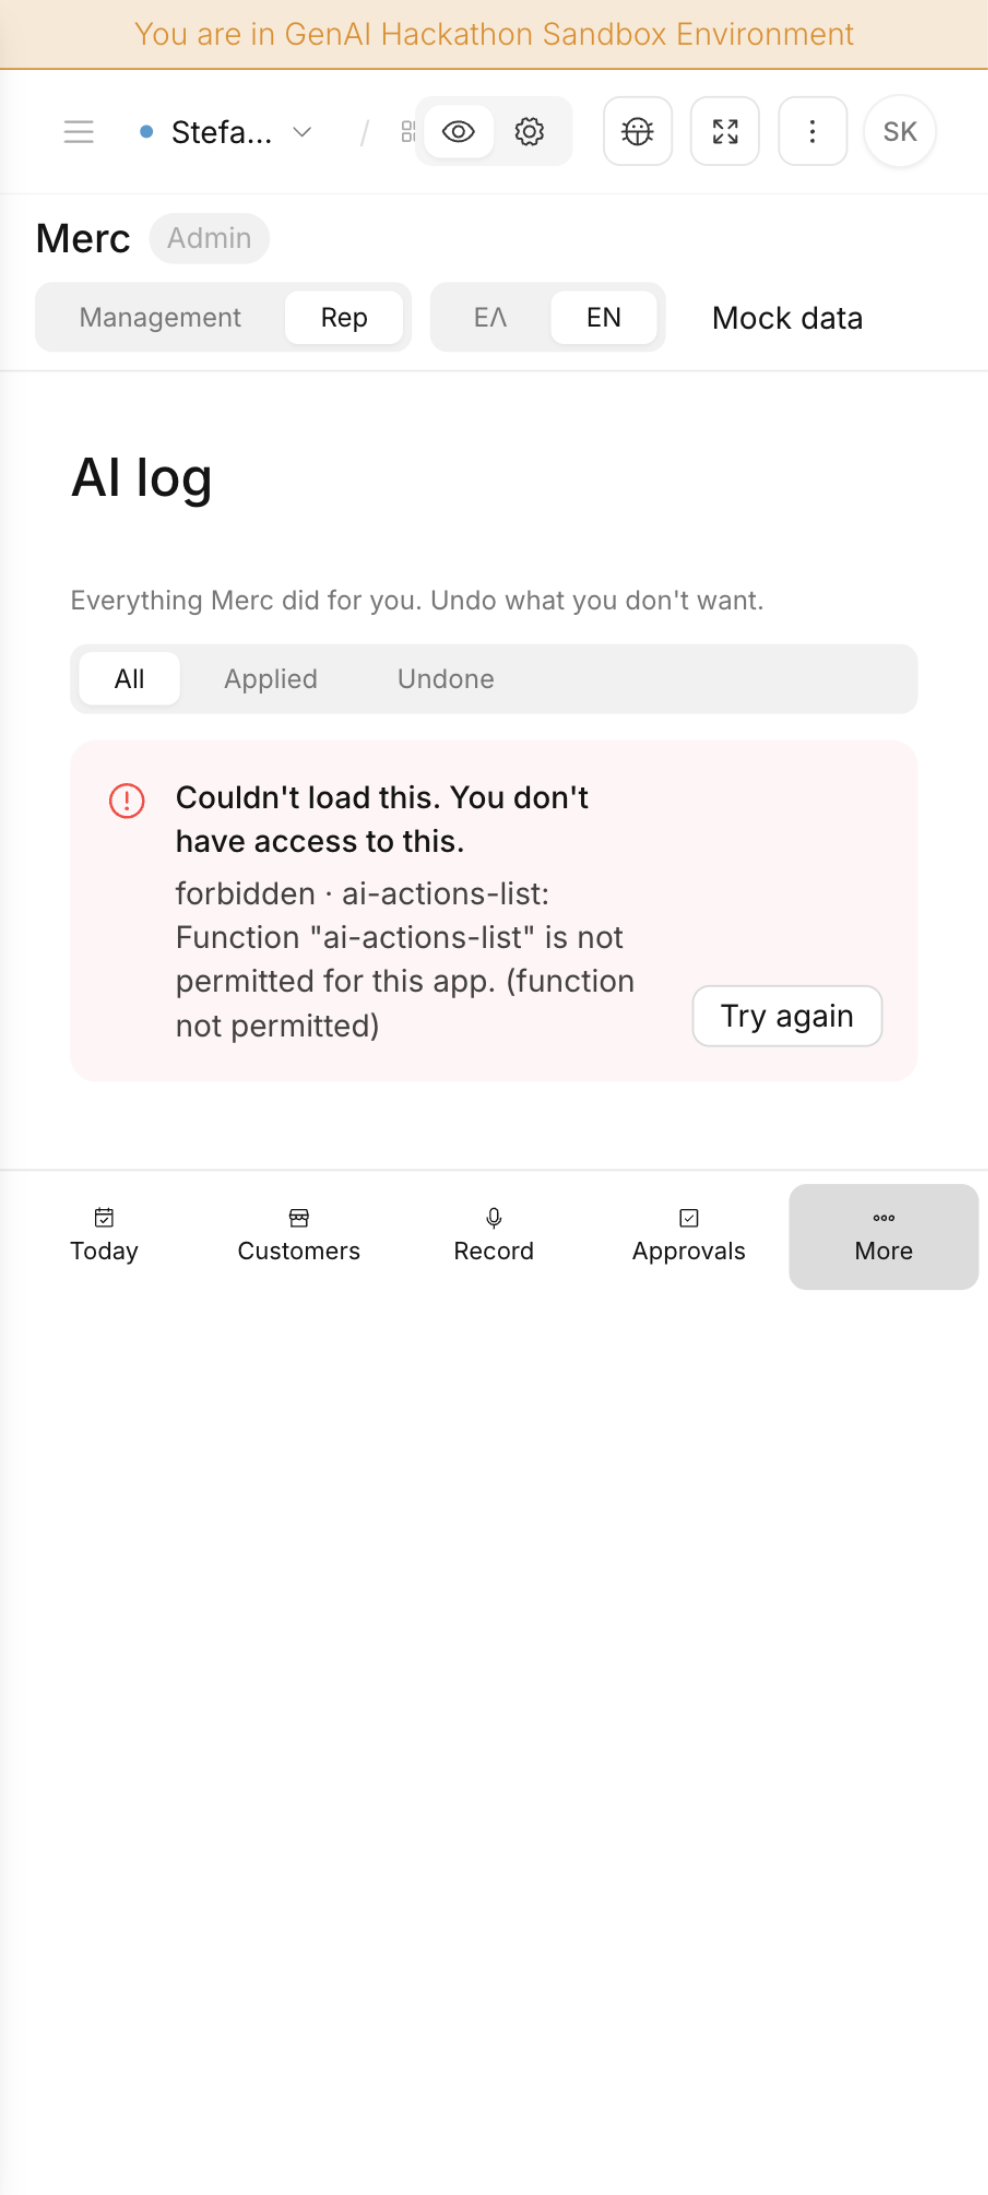 You are in GenAI Hackathon Sandbox Environment
Stefa...
/
SK
Merc
Admin
Management
Rep
ΕΛ
EN
Mock data
AI log
Everything Merc did for you. Undo what you don't want.
All
Applied
Undone
Couldn't load this. You don't
have access to this.
forbidden · ai-actions-list:
Function "ai-actions-list" is not
permitted for this app. (function
not permitted)
Try again
Today
Customers
Record
Approvals
More